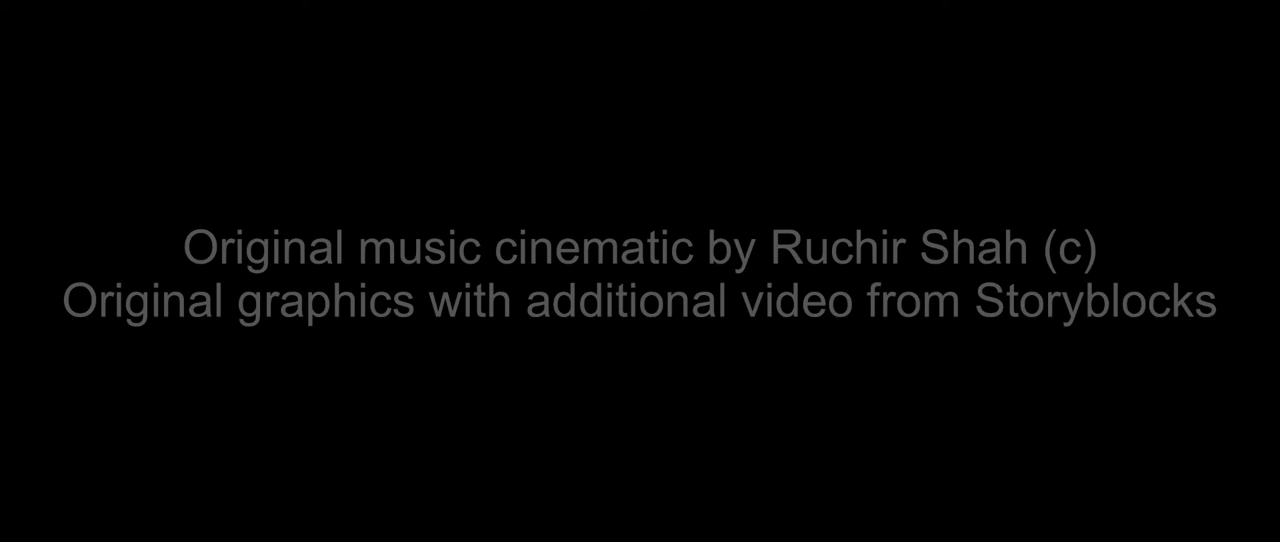 Original music cinematic by Ruchir Shah (c)
Original graphics with additional video from Storyblocks